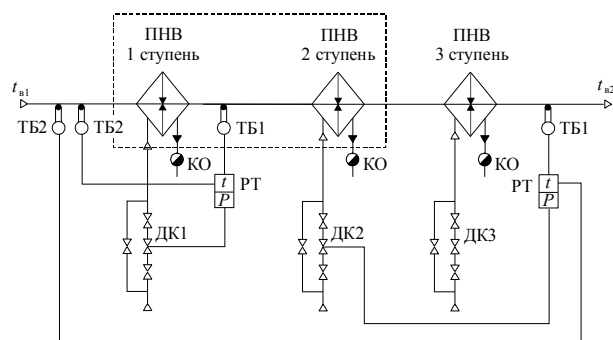 ПНВ
1 ступень
ПНВ
2 ступень
ПНВ
3 ступень
tв1
tв2
ТБ2
ТБ2
ТБ1
ТБ1
КО
КО
КО
t
P
РТ
РТ
t
P
ДК1
ДК2
ДК3